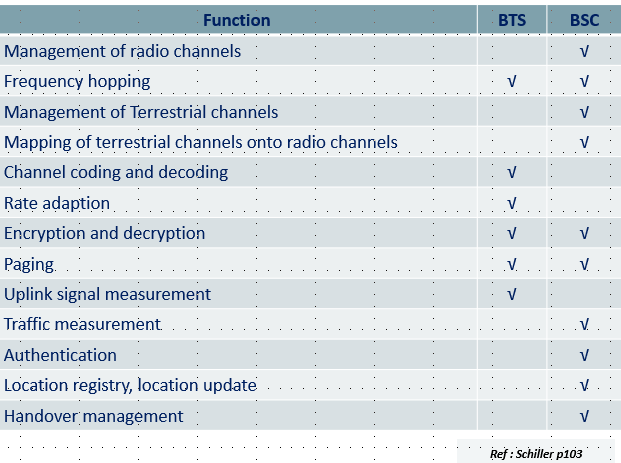 Function BTS BSC
Management of radio channels √
Frequency hopping √ √
Management of Terrestrial channels √
Mapping of terrestrial channels onto radio channels √
Channel coding and decoding √
Rate adaption √
Encryption and decryption √ √
Paging √ √
Uplink signal measurement √
Traffic measurement √
Authentication √
Location registry, location update √
Handover management √
Ref : Schiller p103